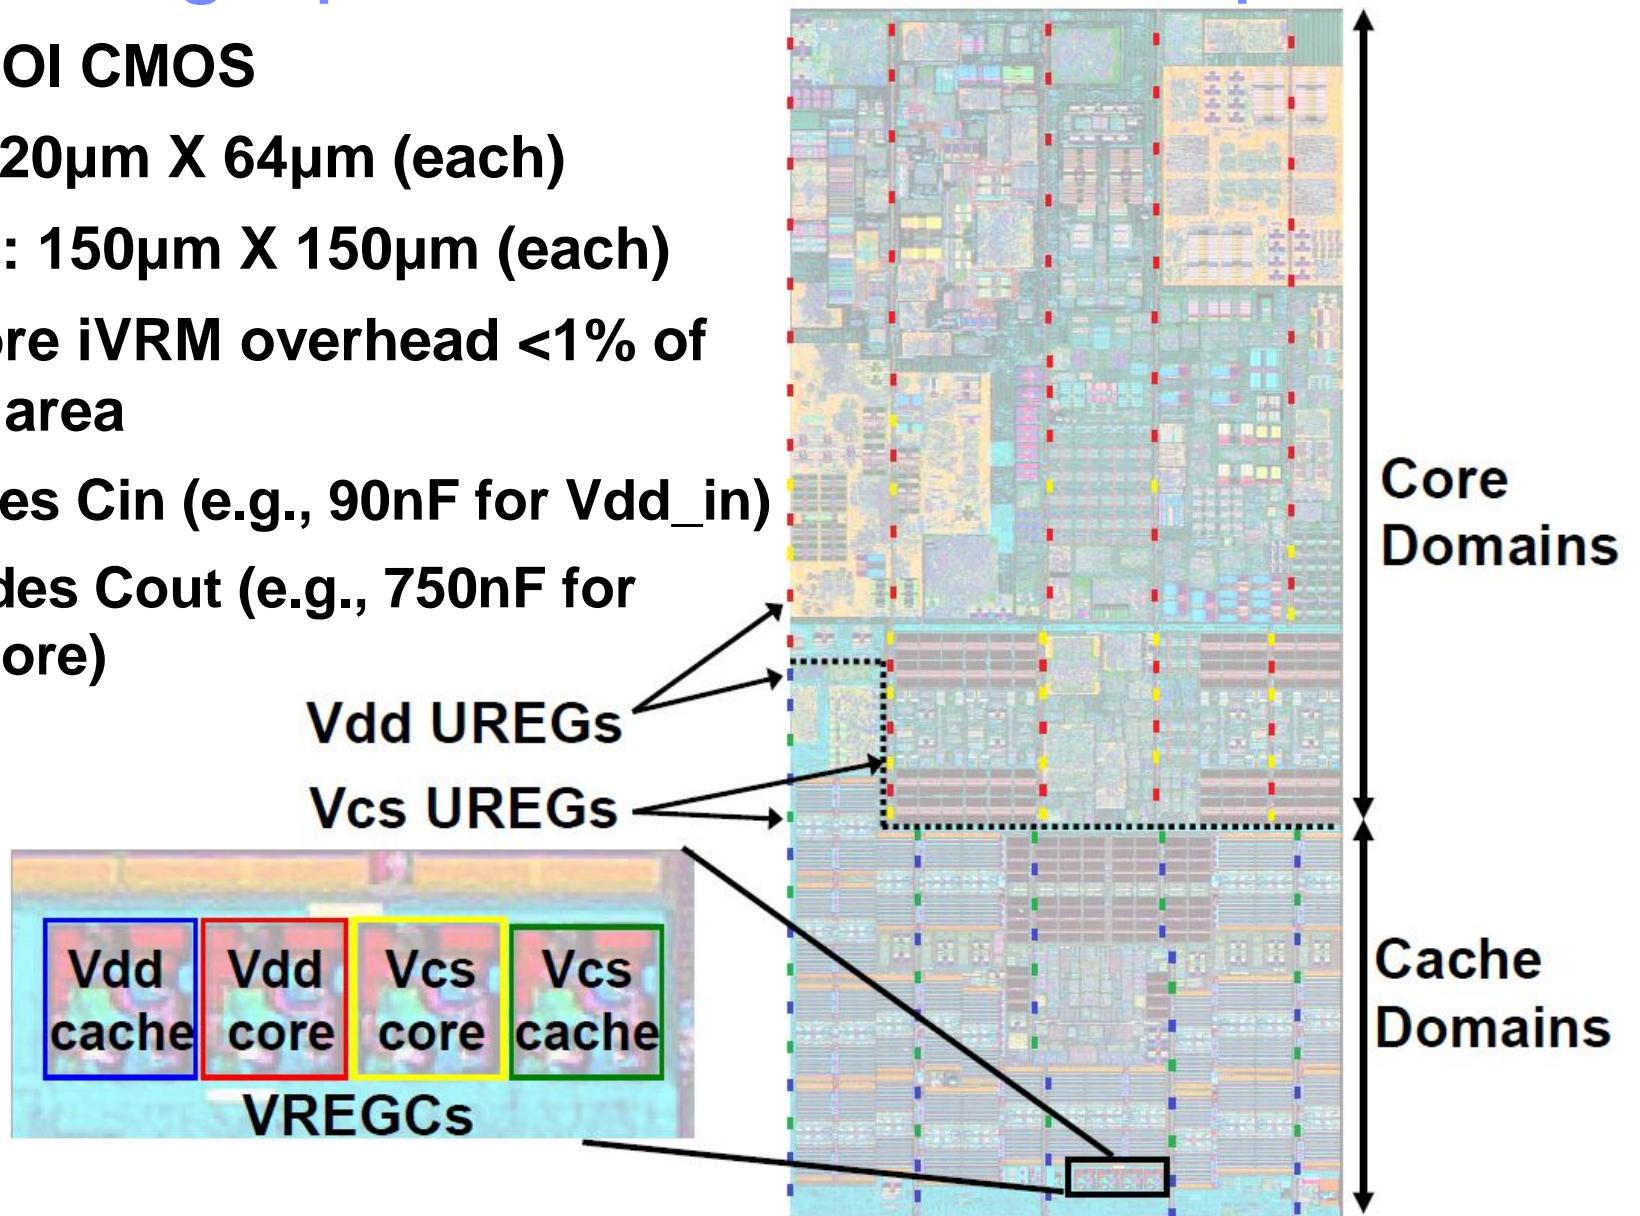 OI CMOS
20µm X 64µm (each)
: 150µm X 150µm (each)
ore iVRM overhead <1% of
area
es Cin (e.g., 90nF for Vdd_in)
des Cout (e.g., 750nF for
ore)
Vdd UREGs
Vcs UREGs
Core
Domains
Cache
Domains
Vdd
cache
Vdd
core
Vcs
core
Vcs
cache
VREGCs